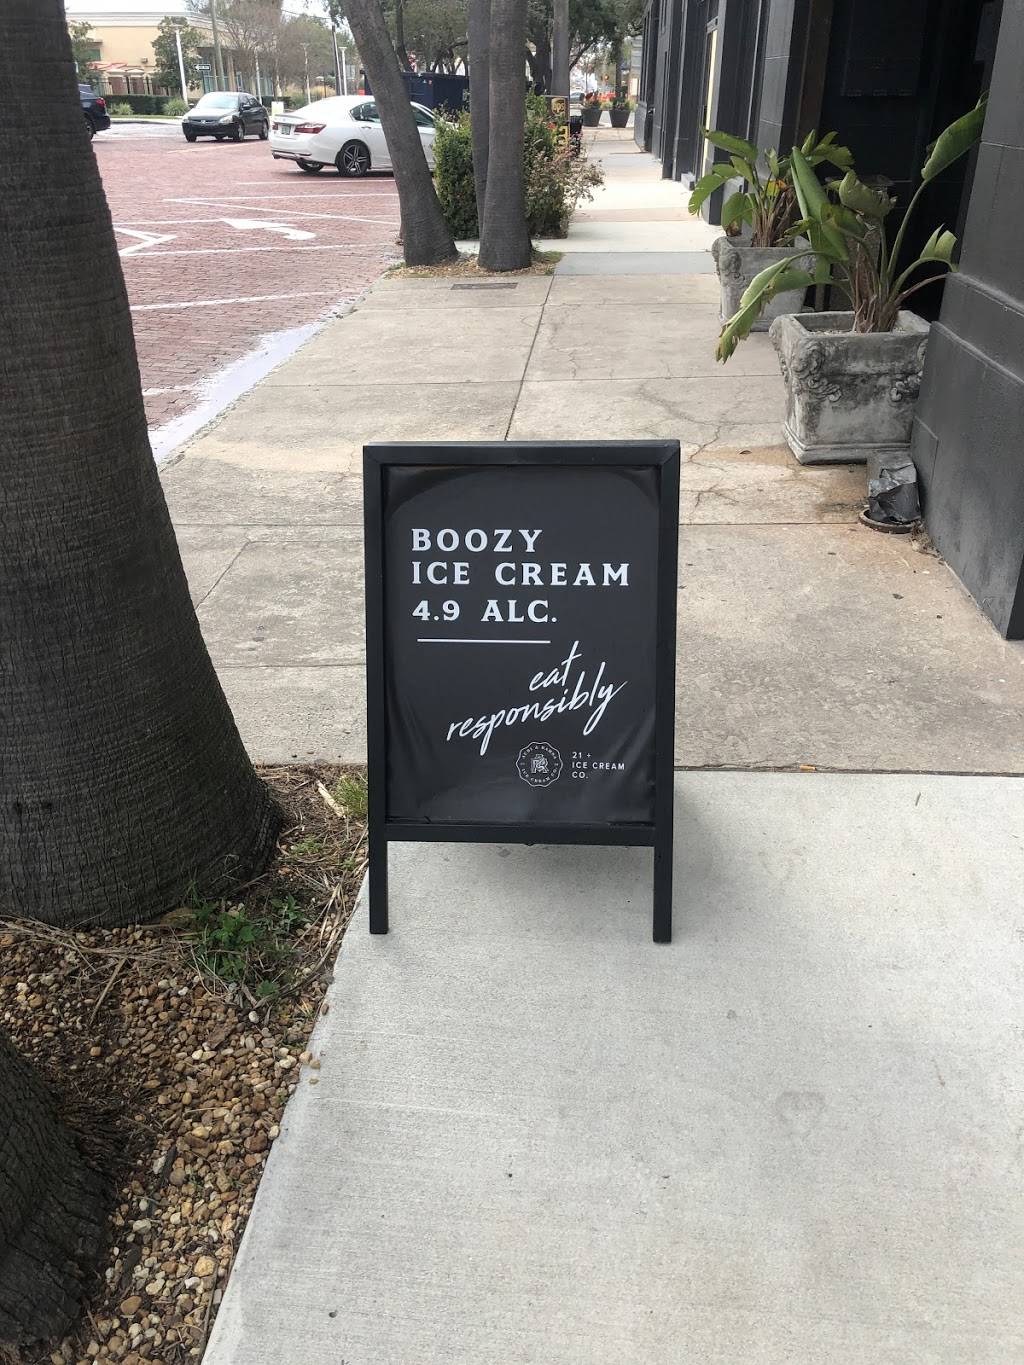 BOOZY
ICE CREAM
4.9 ALC.
eat
responsibly
21 +
ICE CREAM
CO.